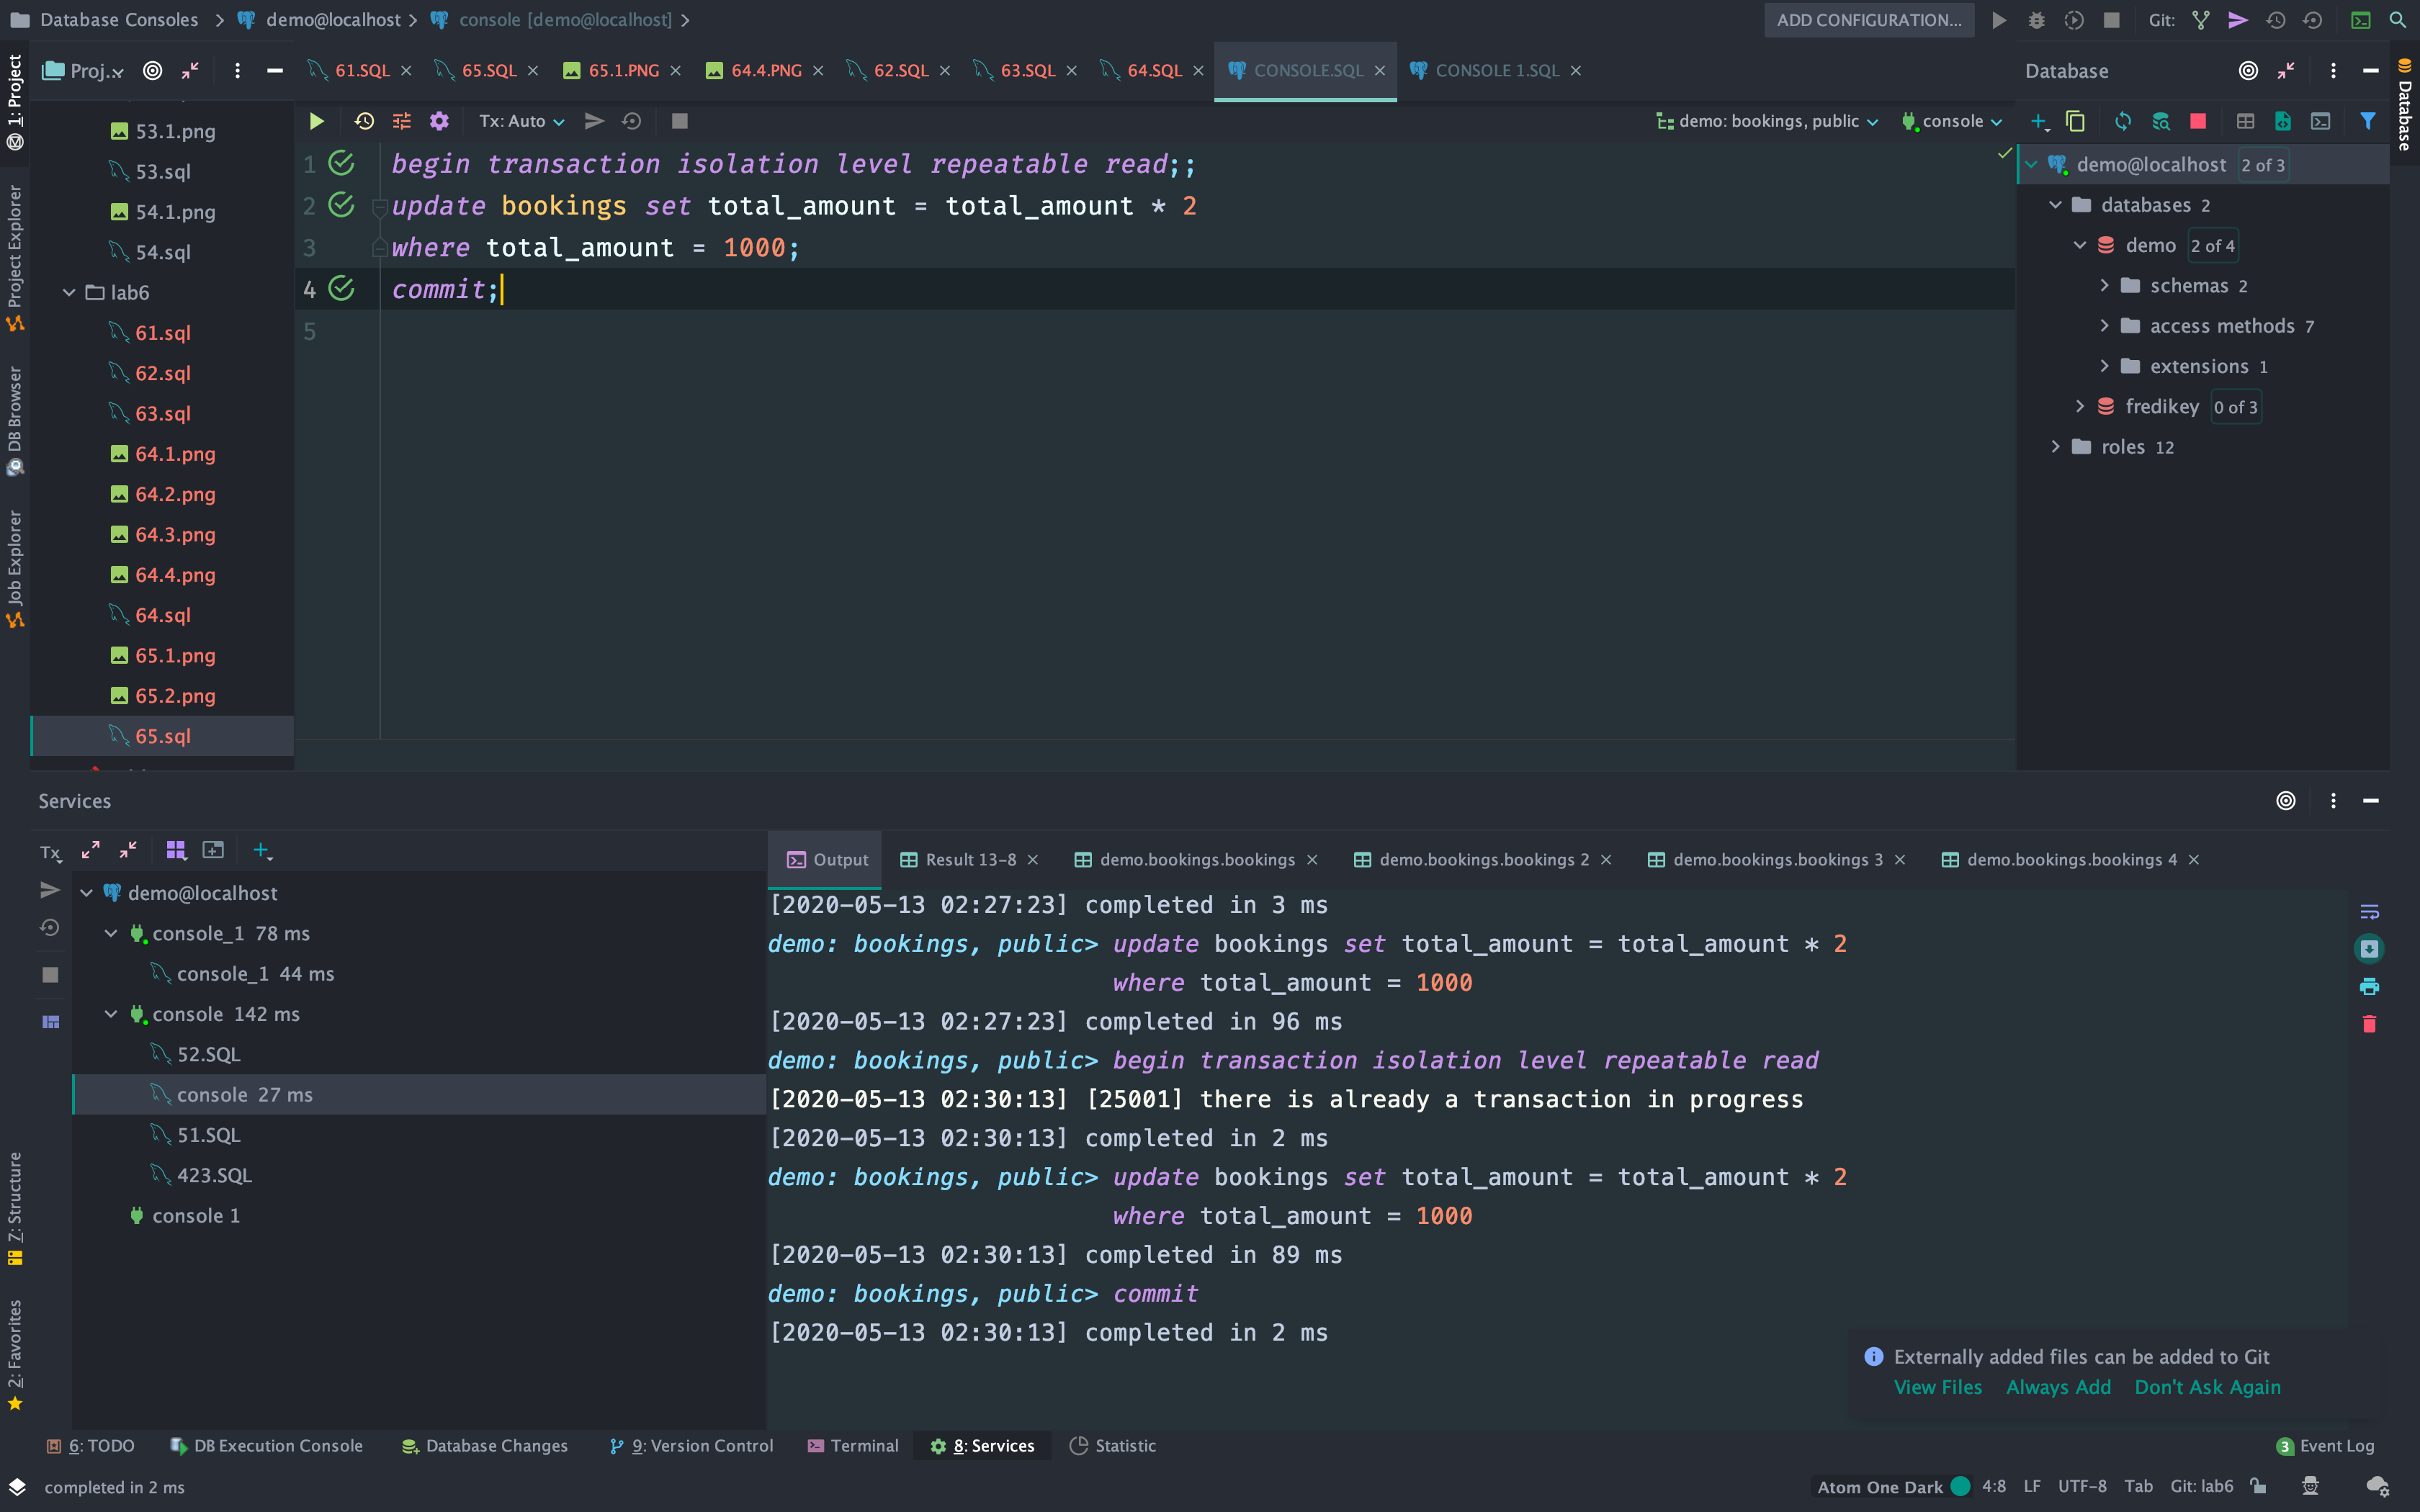 Database Consoles > demo@localhost > console [demo@localhost] >
ADD CONFIGURATION...
Git:
Proj...
61.SQL
65.SQL
65.1.PNG
64.4.PNG
62.SQL
63.SQL
64.SQL
CONSOLE.SQL
CONSOLE 1.SQL
Database
1: Project
Project Explorer
DB Browser
Job Explorer
7: Structure
2: Favorites
Database
53.1.png
53.sql
54.1.png
54.sql
lab6
61.sql
62.sql
63.sql
64.1.png
64.2.png
64.3.png
64.4.png
64.sql
65.1.png
65.2.png
65.sql
Tx: Auto
demo: bookings, public
console
1 begin transaction isolation level repeatable read;;
2 update bookings set total_amount = total_amount * 2
3 where total_amount = 1000;
4 commit;
5
demo@localhost 2 of 3
databases 2
demo 2 of 4
schemas 2
access methods 7
extensions 1
fredikey 0 of 3
roles 12
Services
Tx
demo@localhost
console_1 78 ms
console_1 44 ms
console 142 ms
52.SQL
console 27 ms
51.SQL
423.SQL
console 1
Output
Result 13-8
demo.bookings.bookings
demo.bookings.bookings 2
demo.bookings.bookings 3
demo.bookings.bookings 4
[2020-05-13 02:27:23] completed in 3 ms
demo: bookings, public> update bookings set total_amount = total_amount * 2
where total_amount = 1000
[2020-05-13 02:27:23] completed in 96 ms
demo: bookings, public> begin transaction isolation level repeatable read
[2020-05-13 02:30:13] [25001] there is already a transaction in progress
[2020-05-13 02:30:13] completed in 2 ms
demo: bookings, public> update bookings set total_amount = total_amount * 2
where total_amount = 1000
[2020-05-13 02:30:13] completed in 89 ms
demo: bookings, public> commit
[2020-05-13 02:30:13] completed in 2 ms
Externally added files can be added to Git
View Files Always Add Don't Ask Again
6: TODO
DB Execution Console
Database Changes
9: Version Control
Terminal
8: Services
Statistic
3 Event Log
completed in 2 ms
Atom One Dark
4:8
LF
UTF-8
Tab
Git: lab6